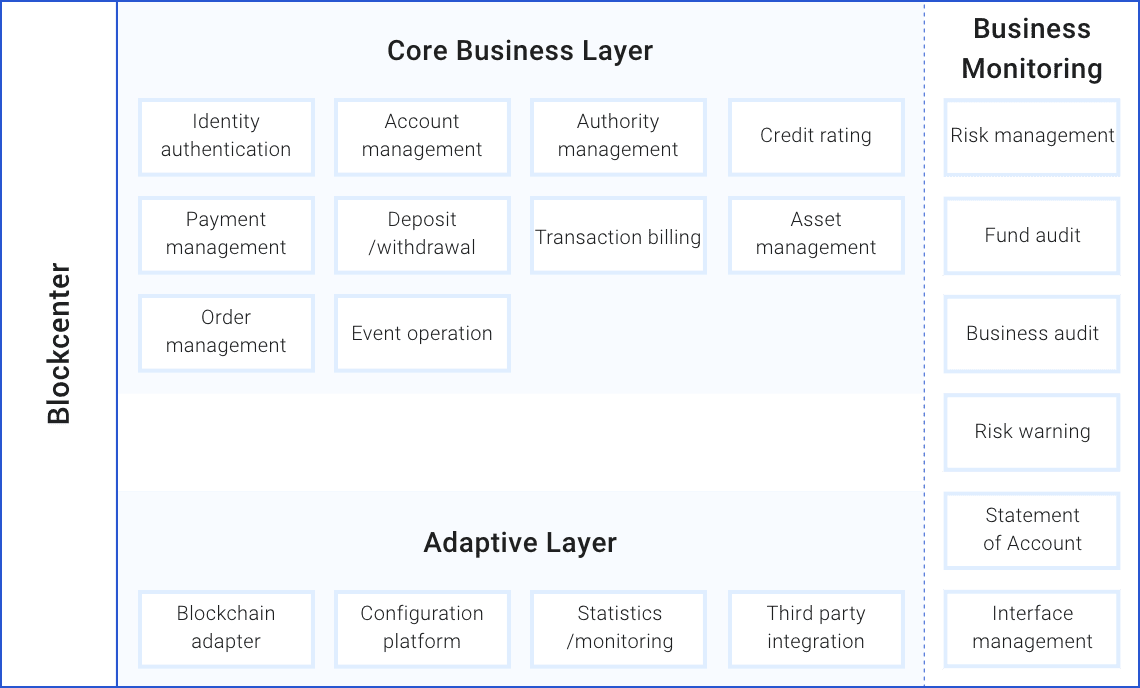 Blockcenter
Core Business Layer
Identity
authentication
Account
management
Authority
management
Credit rating
Payment
management
Deposit
/withdrawal
Transaction billing
Asset
management
Order
management
Event operation
Adaptive Layer
Blockchain
adapter
Configuration
platform
Statistics
/monitoring
Third party
integration
Business
Monitoring
Risk management
Fund audit
Business audit
Risk warning
Statement
of Account
Interface
management